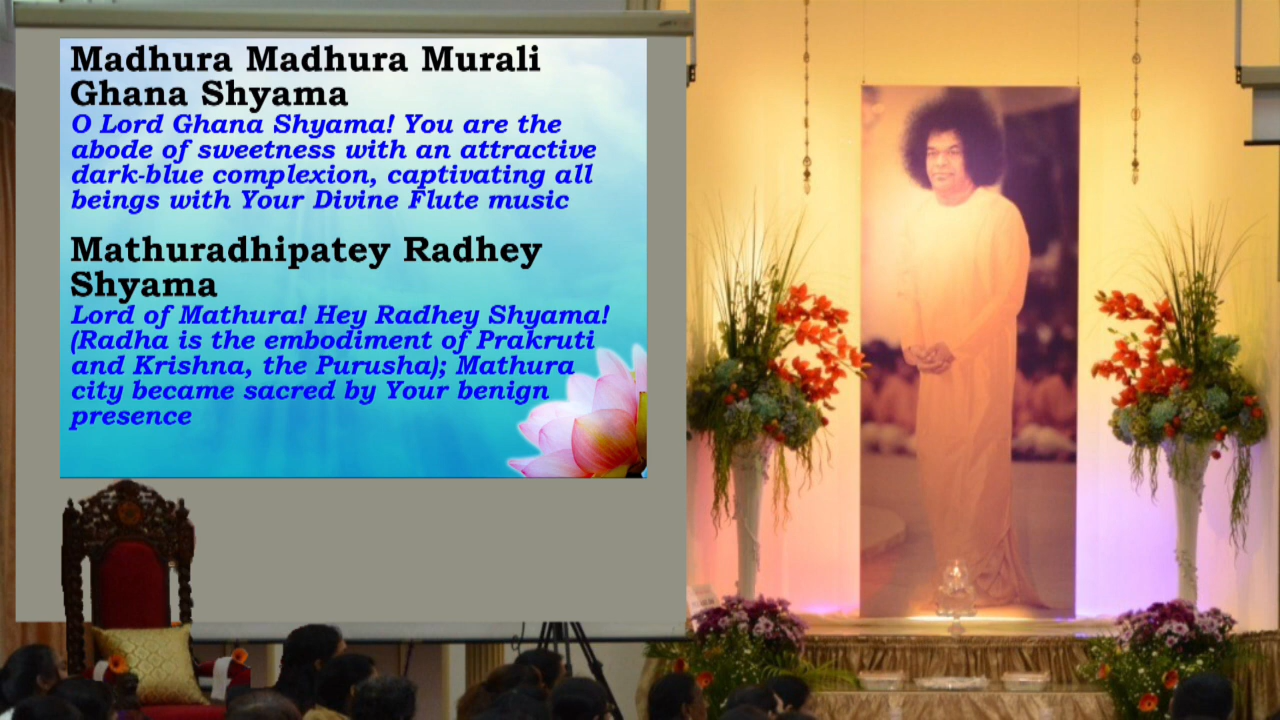 Madhura Madhura Murali
Ghana Shyama
O Lord Ghana Shyama! You are the
abode of sweetness with an attractive
dark-blue complexion, captivating all
beings with Your Divine Flute music
Mathuradhipatey Radhey
Shyama
Lord of Mathura! Hey Radhey Shyama!
(Radha is the embodiment of Prakruti
and Krishna, the Purusha); Mathura
city became sacred by Your benign
presence